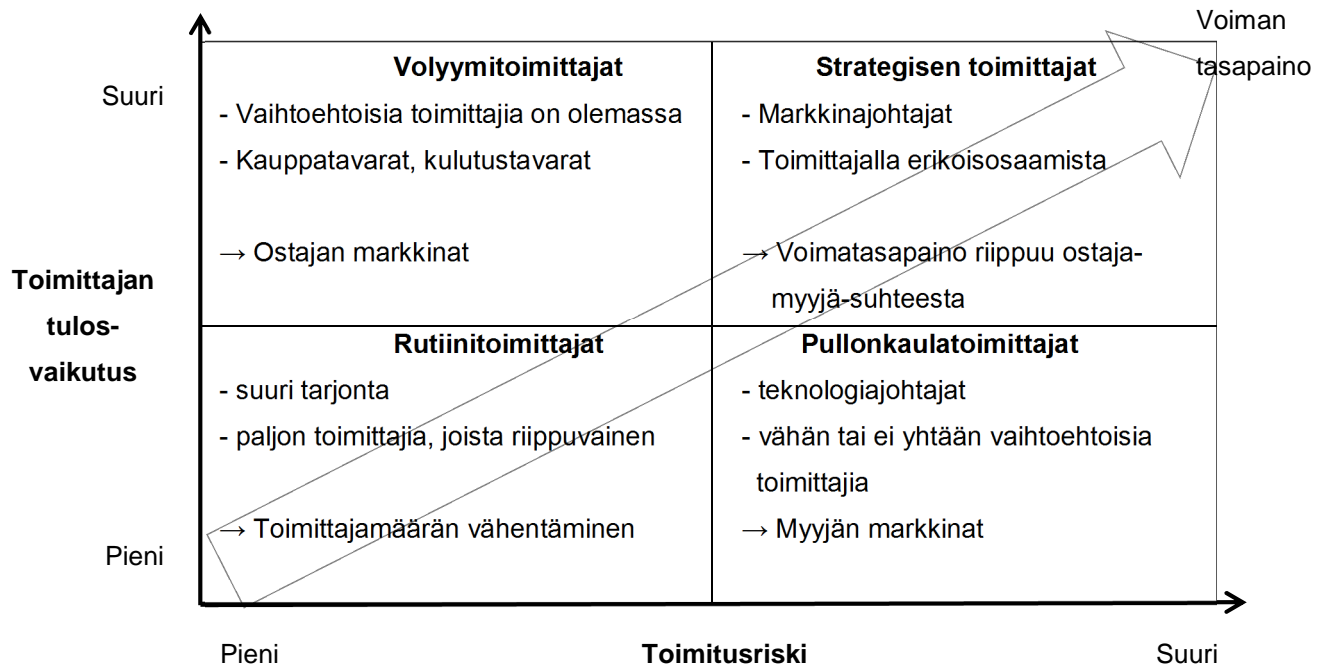 Voiman
tasapaino
Suuri
Toimittajan
tulos-
vaikutus
Pieni
Volyymitoimittajat
- Vaihtoehtoisia toimittajia on olemassa
- Kauppatavarat, kulutustavarat
→ Ostajan markkinat
Strategisen toimittajat
- Markkinajohtajat
- Toimittajalla erikoisosaamista
→ Voimatasapaino riippuu ostaja-
myyjä-suhteesta
Rutiinitoimittajat
- suuri tarjonta
- paljon toimittajia, joista riippuvainen
→ Toimittajamäärän vähentäminen
Pullonkaulatoimittajat
- teknologiajohtajat
- vähän tai ei yhtään vaihtoehtoisia
toimittajia
→ Myyjän markkinat
Pieni
Toimitusriski
Suuri